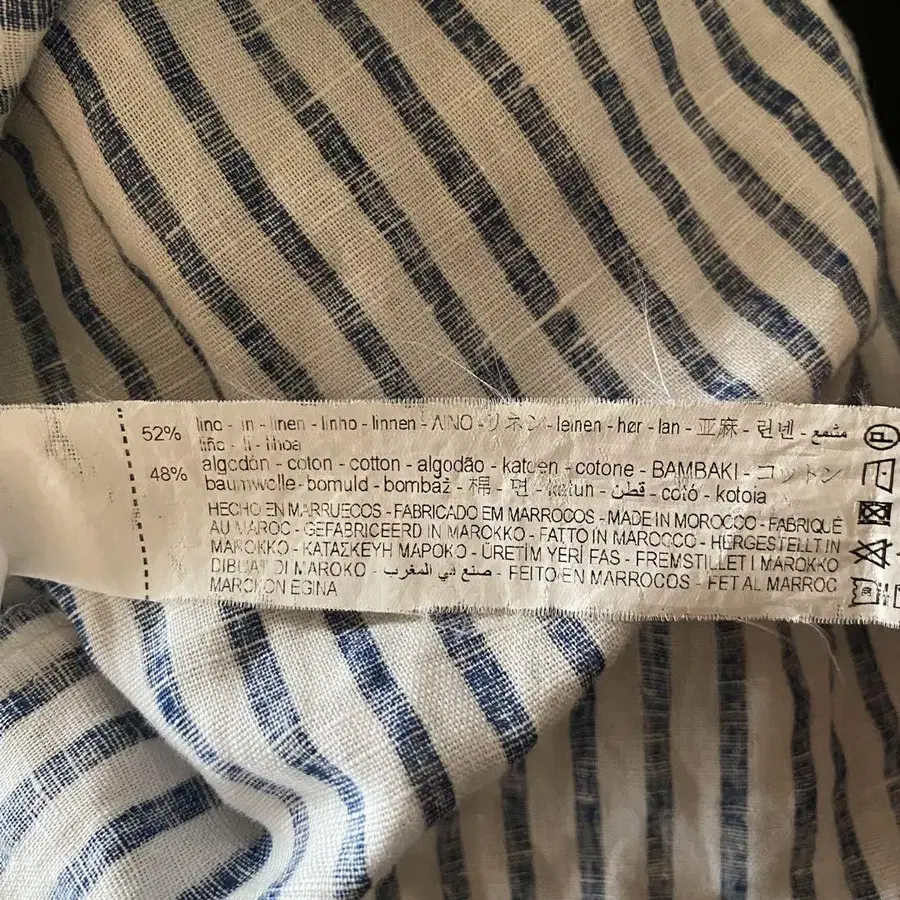 52% lino - lin - linen - linho - linnen - ΛINO - リネン - leinen - hør - lan - 亚麻 - 린넨 - مشمع
liño - lli - lihoa
48% algodón - coton - cotton - algodão - katoen - cotone - BAMBAKI - コットン
baumwolle - bomuld - bombaž - 棉 - 면 - katun - قطن - cotó - kotoia
HECHO EN MARRUECOS - FABRICADO EM MARROCOS - MADE IN MOROCCO - FABRIQUÉ
AU MAROC - GEFABRICEERD IN MAROKKO - FATTO IN MAROCCO - HERGESTELLT IN
MAROKKO - ΚΑΤΑΣΚΕΥΗ ΜΑΡΟΚΟ - ÜRETİM YERİ FAS - FREMSTILLET I MAROKKO
DIBUAT DI MAROKO - صنع في المغرب - FEITO EN MARROCOS - FET AL MARROC
MAROKON EGINA
P